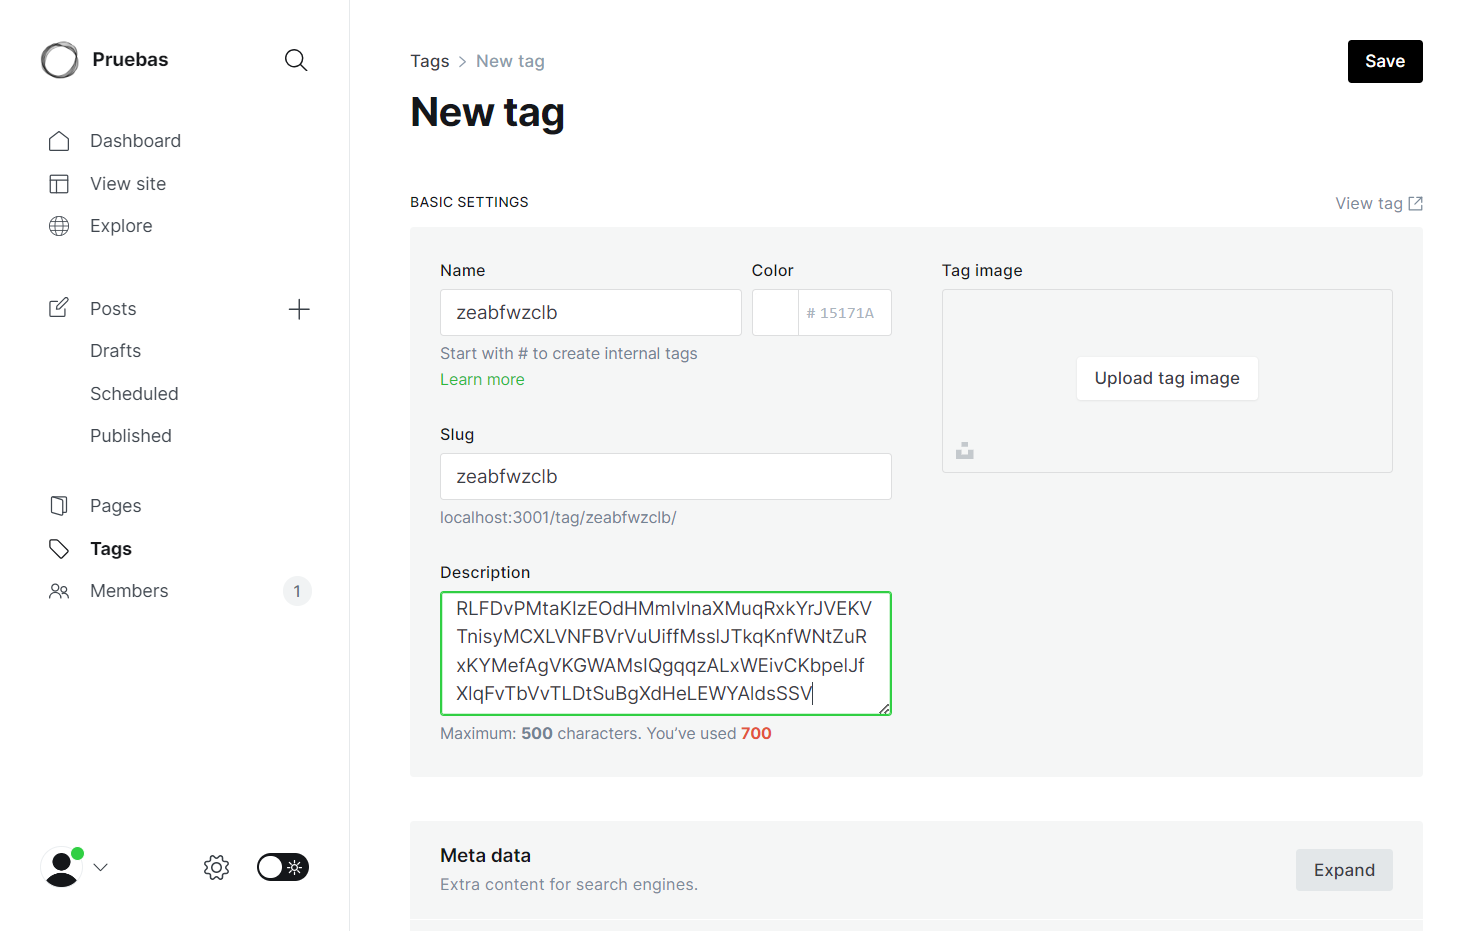 Pruebas
Dashboard
View site
Explore
Posts
Drafts
Scheduled
Published
Pages
Tags
Members 1
Tags > New tag
Save
New tag
BASIC SETTINGS
View tag
Name
zeabfwzclb
Start with # to create internal tags
Learn more
Color
# 15171A
Slug
zeabfwzclb
localhost:3001/tag/zeabfwzclb/
Description
RLFDvPMtaKIzEOdHMmIvInaXMuqRxkYrJVEKV
TnisyMCXLVNFBVrVuUiffMssIJTkqKnfWNtZuR
xKYMefAgVKGWAMsIQgqqzALxWEivCKbpelJf
XlqFvTbVvTLDtSuBgXdHeLEWYAldsSSV
Maximum: 500 characters. You’ve used 700
Tag image
Upload tag image
Meta data
Extra content for search engines.
Expand